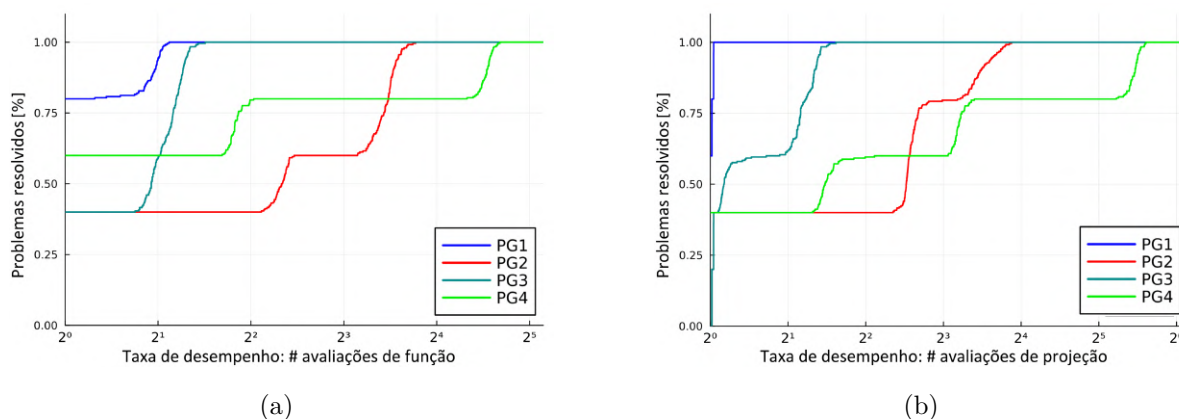 1.00
0.75
0.50
0.25
0.00
Problemas resolvidos [%]
2⁰ 2¹ 2² 2³ 2⁴ 2⁵
Taxa de desempenho: # avaliações de função
PG1
PG2
PG3
PG4
(a)
1.00
0.75
0.50
0.25
0.00
Problemas resolvidos [%]
2⁰ 2¹ 2² 2³ 2⁴ 2⁵
Taxa de desempenho: # avaliações de projeção
PG1
PG2
PG3
PG4
(b)